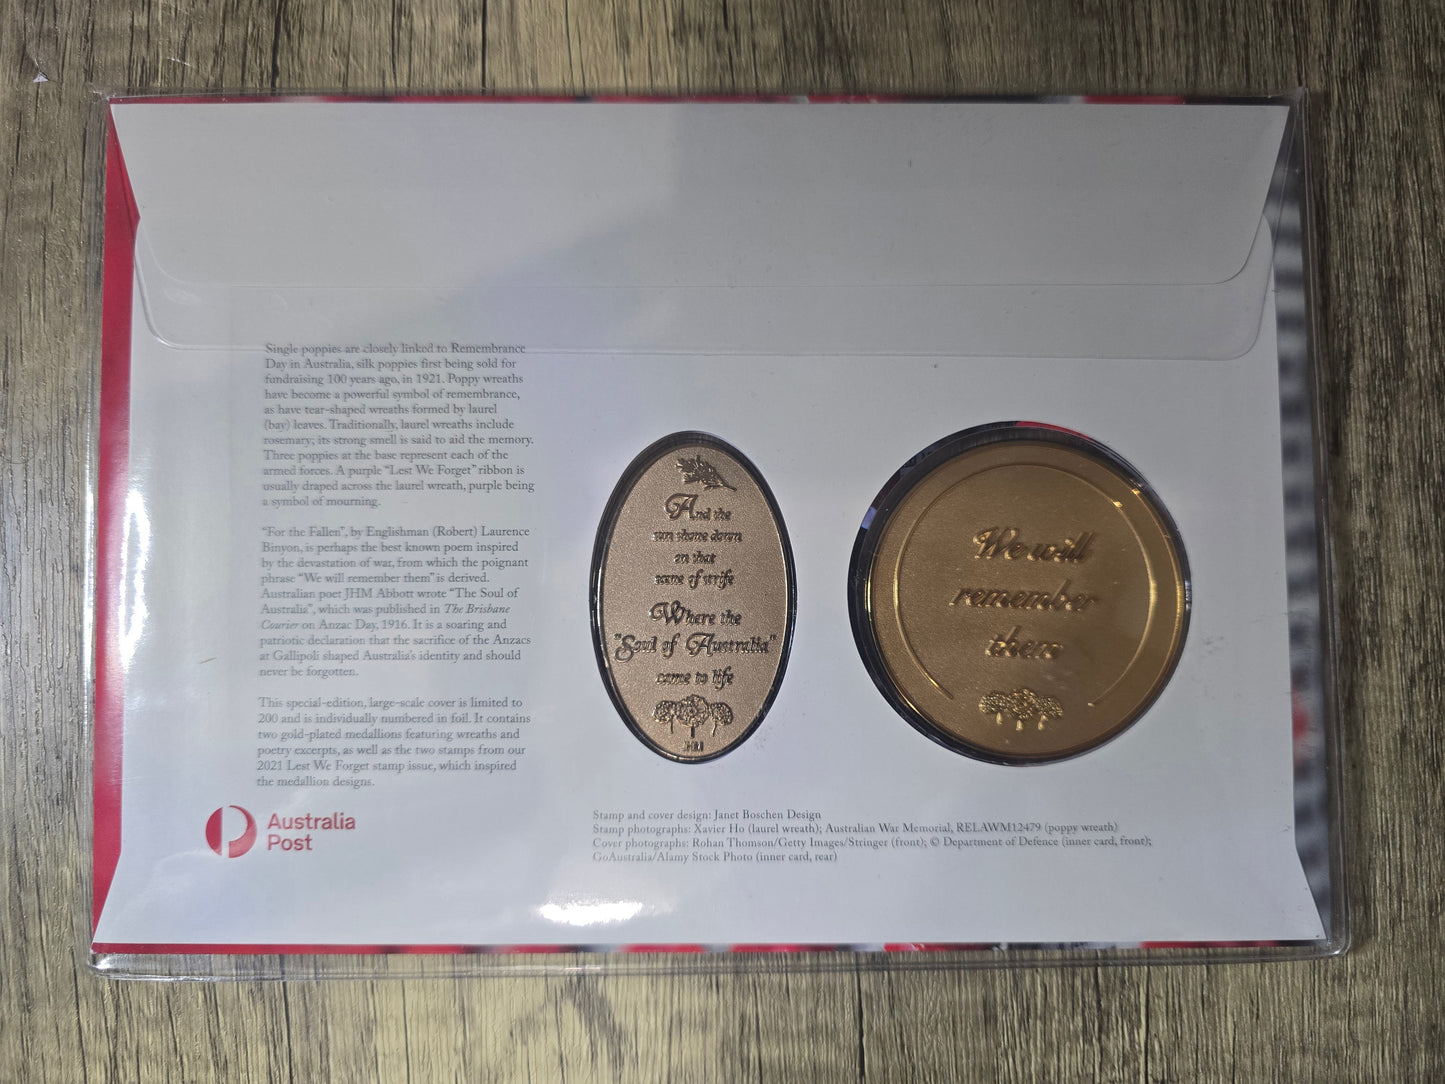 Single poppies are closely linked to Remembrance
Day in Australia, silk poppies first being sold for
fundraising 100 years ago, in 1921. Poppy wreaths
have become a powerful symbol of remembrance,
as have tear-shaped wreaths formed by laurel
(bay) leaves. Traditionally, laurel wreaths include
rosemary; its strong smell is said to aid the memory.
Three poppies at the base represent each of the
armed forces. A purple “Lest We Forget” ribbon is
usually draped across the laurel wreath, purple being
a symbol of mourning.
“For the Fallen”, by Englishman (Robert) Laurence
Binyon, is perhaps the best known poem inspired
by the devastation of war, from which the poignant
phrase “We will remember them” is derived.
Australian poet JHM Abbott wrote “The Soul of
Australia”, which was published in The Brisbane
Courier on Anzac Day, 1916. It is a soaring and
patriotic declaration that the sacrifice of the Anzacs
at Gallipoli shaped Australia’s identity and should
never be forgotten.
This special-edition, large-scale cover is limited to
200 and is individually numbered in foil. It contains
two gold-plated medallions featuring wreaths and
poetry excerpts, as well as the two stamps from our
2021 Lest We Forget stamp issue, which inspired
the medallion designs.
Australia
Post
And the
sun shone down
on that
scene of strife
Where the
"Soul of Australia"
came to life
We will
remember
them
Stamp and cover design: Janet Boschen Design
Stamp photographs: Xavier Ho (laurel wreath); Australian War Memorial, RELAWM12479 (poppy wreath)
Cover photographs: Rohan Thomson/Getty Images/Stringer (front); © Department of Defence (inner card, front);
GoAustralia/Alamy Stock Photo (inner card, rear)